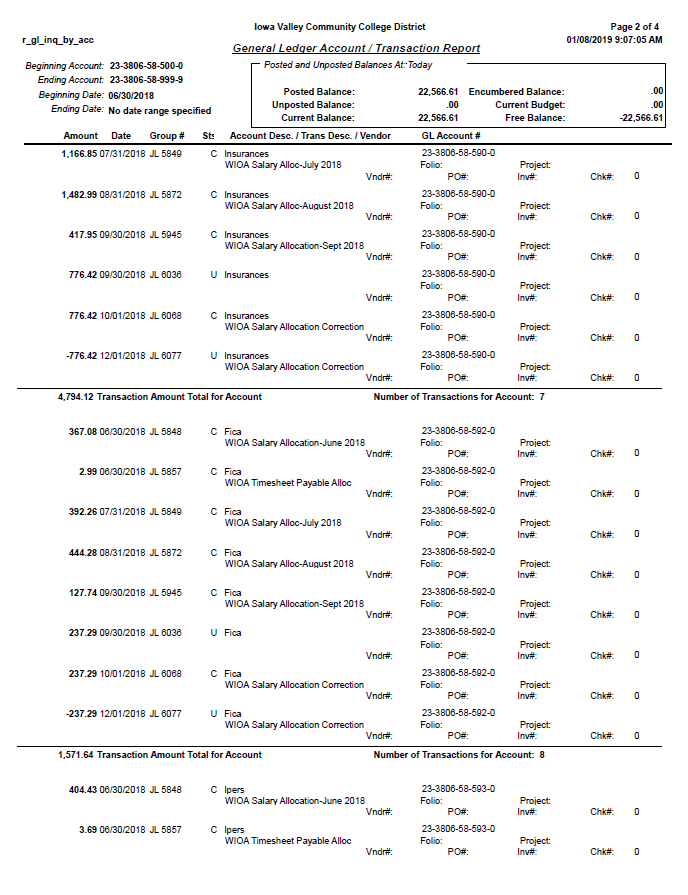 Iowa Valley Community College District
Page 2 of 4
r_gl_inq_by_acc
01/08/2019 9:07:05 AM
General Ledger Account / Transaction Report
Beginning Account: 23-3806-58-500-0
Posted and Unposted Balances At:Today
Ending Account: 23-3806-58-999-9
Beginning Date: 06/30/2018
Posted Balance: 22,566.61 Encumbered Balance: .00
Ending Date: No date range specified
Unposted Balance: .00 Current Budget: .00
Current Balance: 22,566.61 Free Balance: -22,566.61
Amount Date Group # Sts Account Desc. / Trans Desc. / Vendor GL Account #
1,166.85 07/31/2018 JL 5849 C Insurances 23-3806-58-590-0
WIOA Salary Alloc-July 2018 Folio: Project:
Vndr#: PO#: Inv#: Chk#: 0
1,482.99 08/31/2018 JL 5872 C Insurances 23-3806-58-590-0
WIOA Salary Alloc-August 2018 Folio: Project:
Vndr#: PO#: Inv#: Chk#: 0
417.95 09/30/2018 JL 5945 C Insurances 23-3806-58-590-0
WIOA Salary Allocation-Sept 2018 Folio: Project:
Vndr#: PO#: Inv#: Chk#: 0
776.42 09/30/2018 JL 6036 U Insurances 23-3806-58-590-0
Folio: Project:
Vndr#: PO#: Inv#: Chk#: 0
776.42 10/01/2018 JL 6068 C Insurances 23-3806-58-590-0
WIOA Salary Allocation Correction Folio: Project:
Vndr#: PO#: Inv#: Chk#: 0
-776.42 12/01/2018 JL 6077 U Insurances 23-3806-58-590-0
WIOA Salary Allocation Correction Folio: Project:
Vndr#: PO#: Inv#: Chk#: 0
4,794.12 Transaction Amount Total for Account Number of Transactions for Account: 7
367.08 06/30/2018 JL 5848 C Fica 23-3806-58-592-0
WIOA Salary Allocation-June 2018 Folio: Project:
Vndr#: PO#: Inv#: Chk#: 0
2.99 06/30/2018 JL 5857 C Fica 23-3806-58-592-0
WIOA Timesheet Payable Alloc Folio: Project:
Vndr#: PO#: Inv#: Chk#: 0
392.26 07/31/2018 JL 5849 C Fica 23-3806-58-592-0
WIOA Salary Alloc-July 2018 Folio: Project:
Vndr#: PO#: Inv#: Chk#: 0
444.28 08/31/2018 JL 5872 C Fica 23-3806-58-592-0
WIOA Salary Alloc-August 2018 Folio: Project:
Vndr#: PO#: Inv#: Chk#: 0
127.74 09/30/2018 JL 5945 C Fica 23-3806-58-592-0
WIOA Salary Allocation-Sept 2018 Folio: Project:
Vndr#: PO#: Inv#: Chk#: 0
237.29 09/30/2018 JL 6036 U Fica 23-3806-58-592-0
Folio: Project:
Vndr#: PO#: Inv#: Chk#: 0
237.29 10/01/2018 JL 6068 C Fica 23-3806-58-592-0
WIOA Salary Allocation Correction Folio: Project:
Vndr#: PO#: Inv#: Chk#: 0
-237.29 12/01/2018 JL 6077 U Fica 23-3806-58-592-0
WIOA Salary Allocation Correction Folio: Project:
Vndr#: PO#: Inv#: Chk#: 0
1,571.64 Transaction Amount Total for Account Number of Transactions for Account: 8
404.43 06/30/2018 JL 5848 C Ipers 23-3806-58-593-0
WIOA Salary Allocation-June 2018 Folio: Project:
Vndr#: PO#: Inv#: Chk#: 0
3.69 06/30/2018 JL 5857 C Ipers 23-3806-58-593-0
WIOA Timesheet Payable Alloc Folio: Project:
Vndr#: PO#: Inv#: Chk#: 0